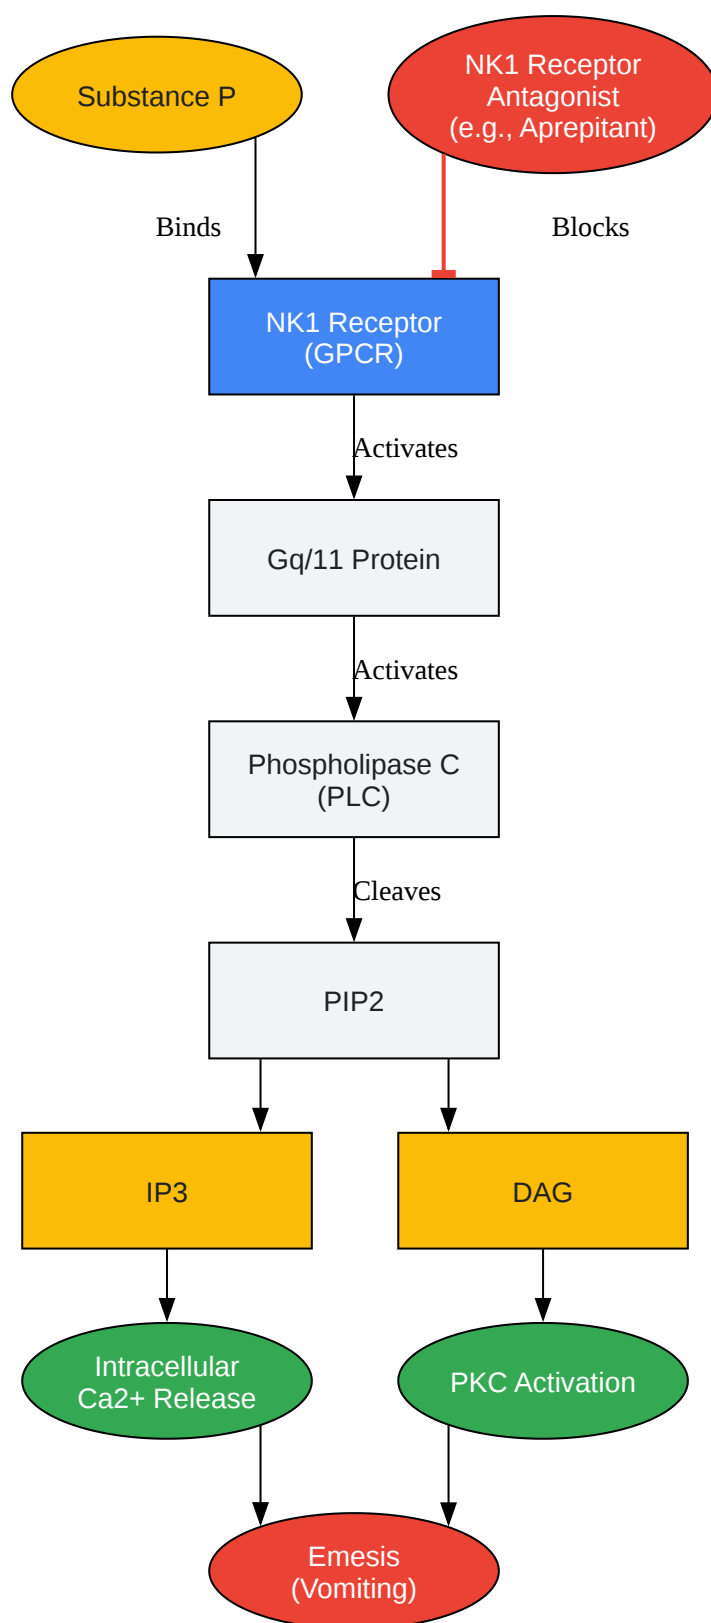 Substance P
NK1 Receptor
Antagonist
(e.g., Aprepitant)
Binds
Blocks
NK1 Receptor
(GPCR)
Activates
Gq/11 Protein
Activates
Phospholipase C
(PLC)
Cleaves
PIP2
IP3
DAG
Intracellular
Ca2+ Release
PKC Activation
Emesis
(Vomiting)